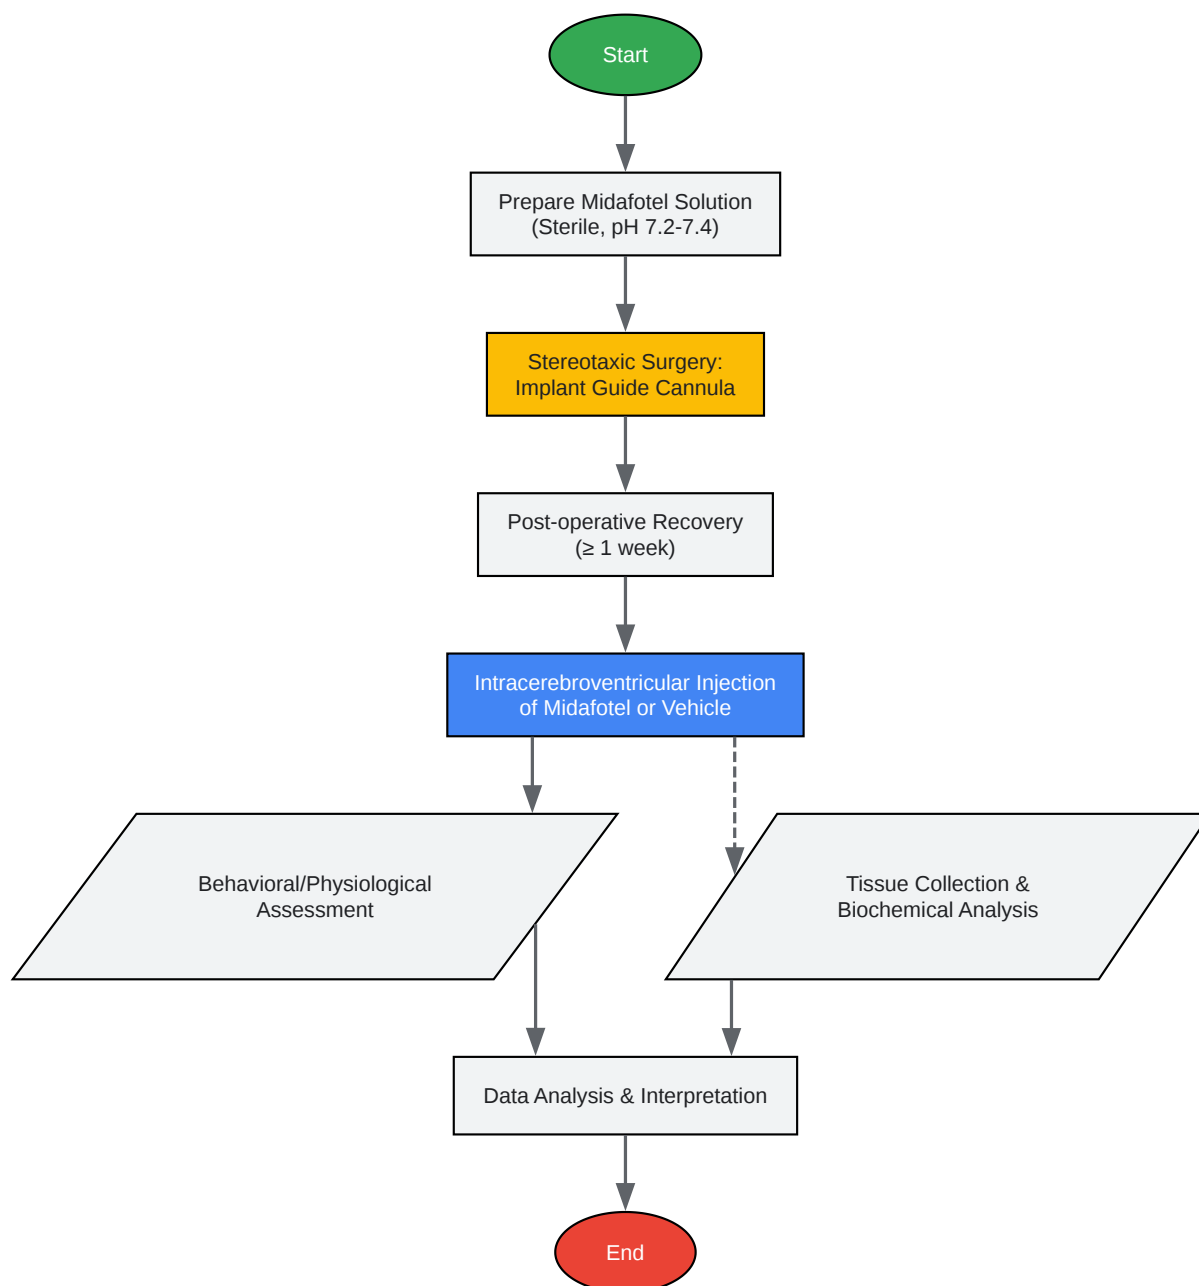 Start
Prepare Midafotel Solution
(Sterile, pH 7.2-7.4)
Stereotaxic Surgery:
Implant Guide Cannula
Post-operative Recovery
(≥ 1 week)
Intracerebroventricular Injection
of Midafotel or Vehicle
Behavioral/Physiological
Assessment
Tissue Collection &
Biochemical Analysis
Data Analysis & Interpretation
End